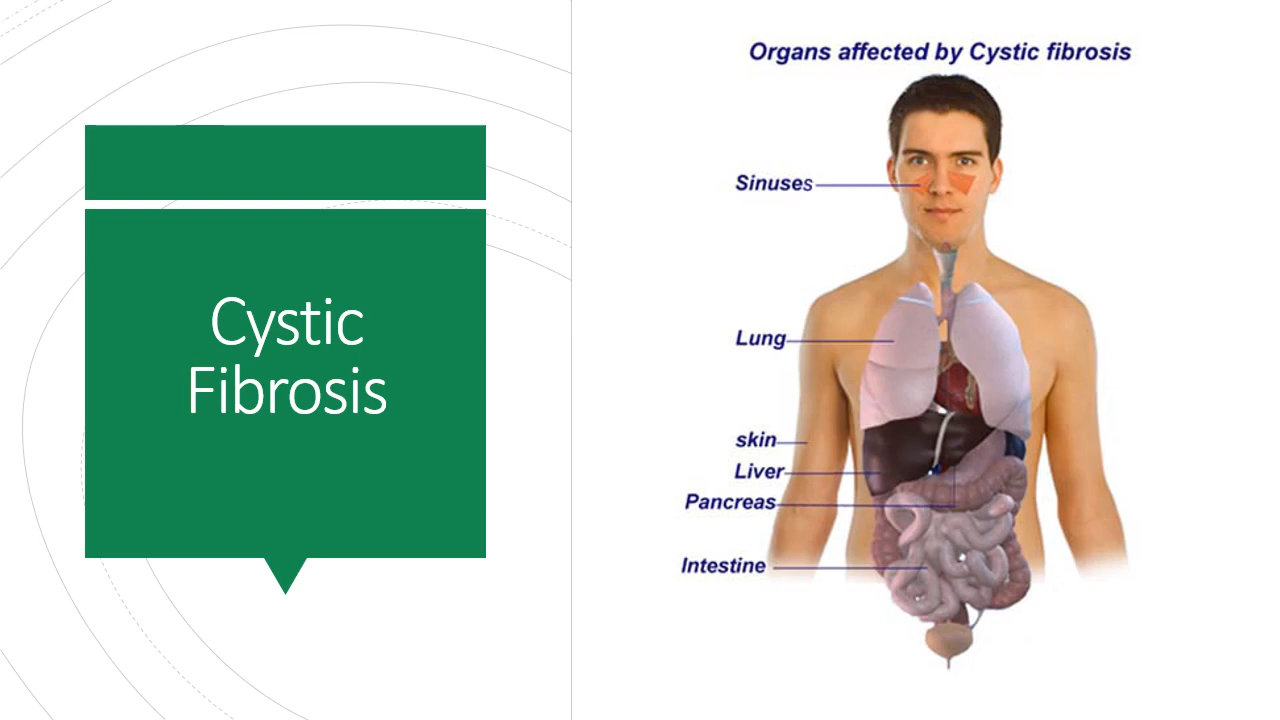 Cystic
Fibrosis
Organs affected by Cystic fibrosis
Sinuses
Lung
skin
Liver
Pancreas
Intestine